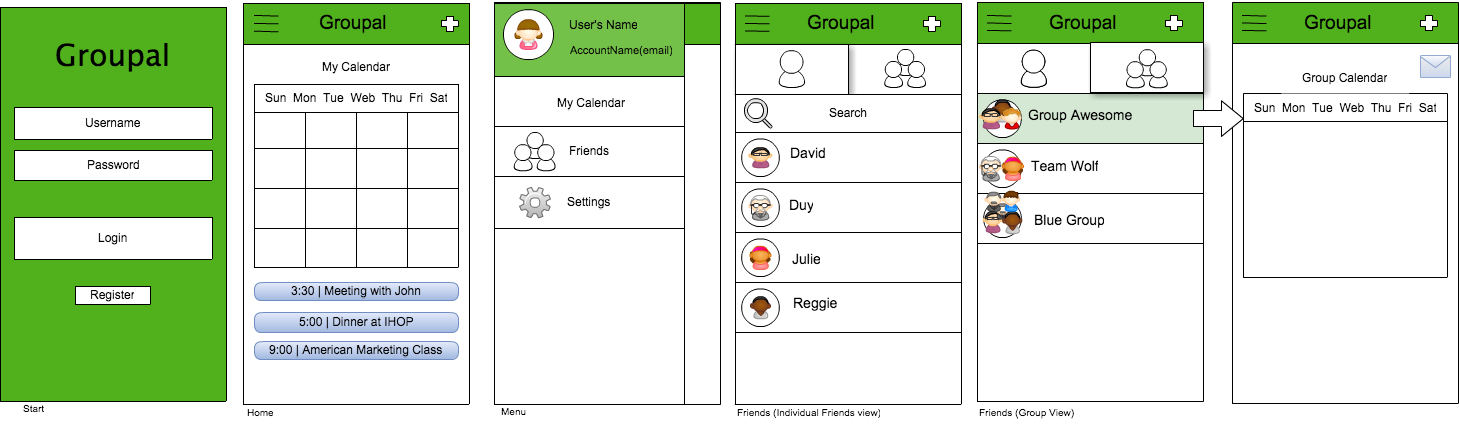 Groupal
Username
Password
Login
Register
Start
Groupal
My Calendar
Sun Mon Tue Web Thu Fri Sat
3:30 | Meeting with John
5:00 | Dinner at IHOP
9:00 | American Marketing Class
Home
User's Name
AccountName(email)
My Calendar
Friends
Settings
Menu
Groupal
Search
David
Duy
Julie
Reggie
Friends (Individual Friends view)
Groupal
Group Awesome
Team Wolf
Blue Group
Friends (Group View)
Groupal
Group Calendar
Sun Mon Tue Web Thu Fri Sat